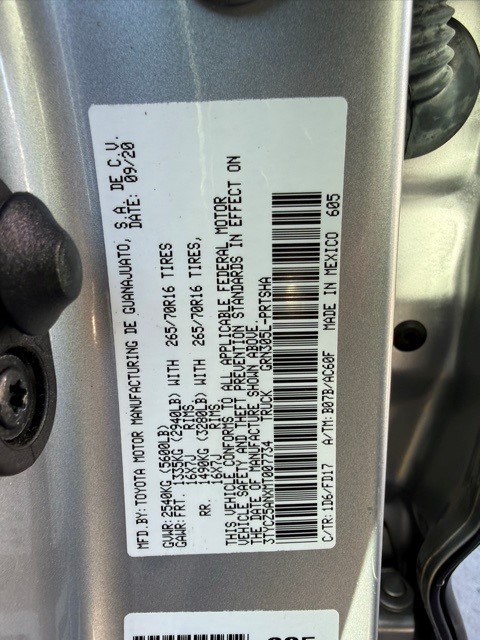 MFD.BY: TOYOTA MOTOR MANUFACTURING DE GUANAJUATO, S.A. DE C.V.
DATE: 09/20
GVWR: 2540KG (5600LB)
GAWR: FRT. 1335KG (2940LB) WITH 265/70R16 TIRES
16X7J RIMS
RR. 1490KG (3280LB) WITH 265/70R16 TIRES,
16X7J RIMS,
THIS VEHICLE CONFORMS TO ALL APPLICABLE FEDERAL MOTOR
VEHICLE SAFETY AND THEFT PREVENTION STANDARDS IN EFFECT ON
THE DATE OF MANUFACTURE SHOWN ABOVE.
3TYCZ5ANXMT007734 TRUCK GRN305L-PRTSHA
C/TR: 1D6/FD17 A/TM: B07B/AC60F MADE IN MEXICO 605